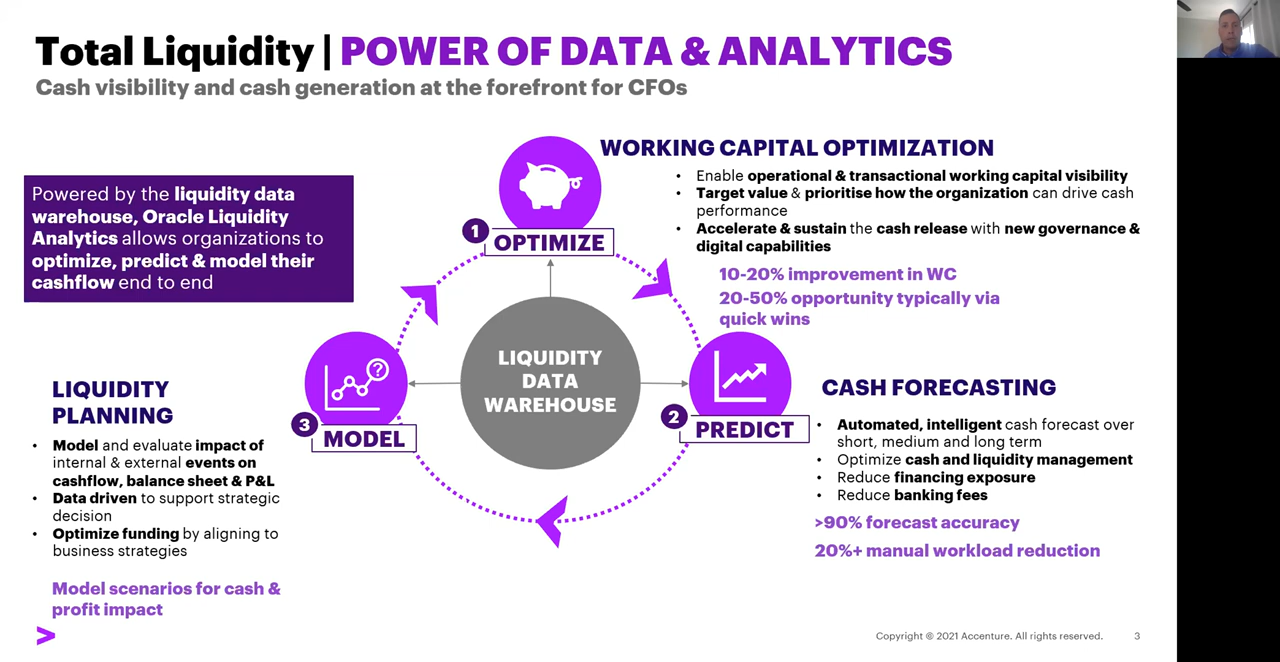 Total Liquidity | POWER OF DATA & ANALYTICS
Cash visibility and cash generation at the forefront for CFOs
Powered by the liquidity data
warehouse, Oracle Liquidity
Analytics allows organizations to
optimize, predict & model their
cashflow end to end
1
OPTIMIZE
WORKING CAPITAL OPTIMIZATION
• Enable operational & transactional working capital visibility
• Target value & prioritise how the organization can drive cash
performance
• Accelerate & sustain the cash release with new governance &
digital capabilities
10-20% improvement in WC
20-50% opportunity typically via
quick wins
LIQUIDITY
DATA
WAREHOUSE
2
PREDICT
CASH FORECASTING
• Automated, intelligent cash forecast over
short, medium and long term
• Optimize cash and liquidity management
• Reduce financing exposure
• Reduce banking fees
>90% forecast accuracy
20%+ manual workload reduction
?
3
MODEL
LIQUIDITY
PLANNING
• Model and evaluate impact of
internal & external events on
cashflow, balance sheet & P&L
• Data driven to support strategic
decision
• Optimize funding by aligning to
business strategies
Model scenarios for cash &
profit impact
>
Copyright © 2021 Accenture. All rights reserved. 3